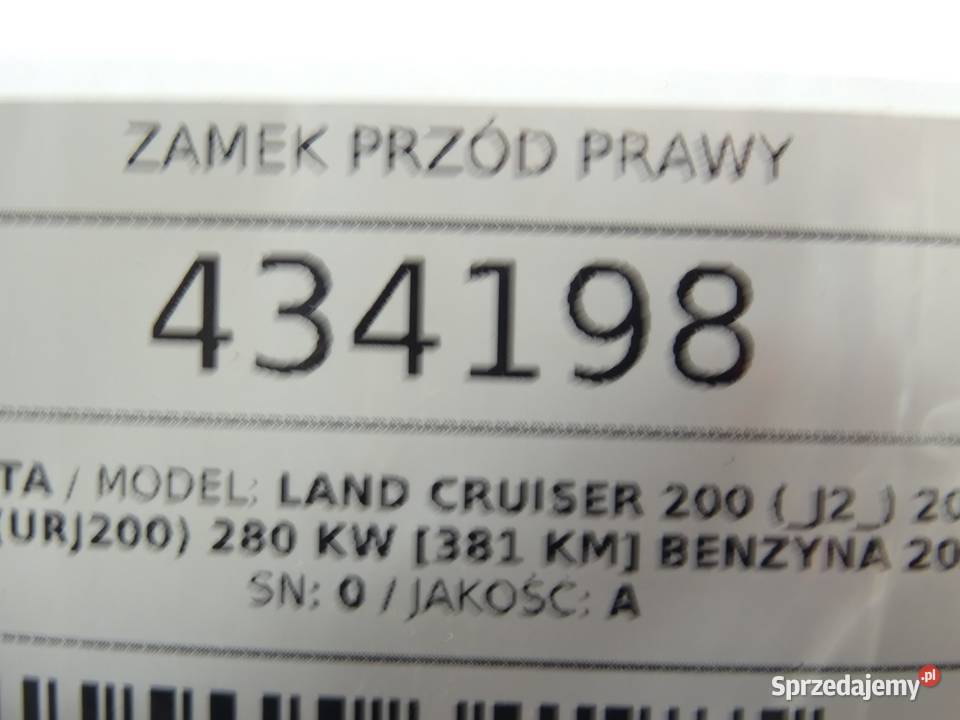 ZAMEK PRZÓD PRAWY
434198
TA / MODEL: LAND CRUISER 200 (_J2_) 20
(URJ200) 280 KW [381 KM] BENZYNA 20
SN: 0 / JAKOŚĆ: A
Sprzedajemy.pl